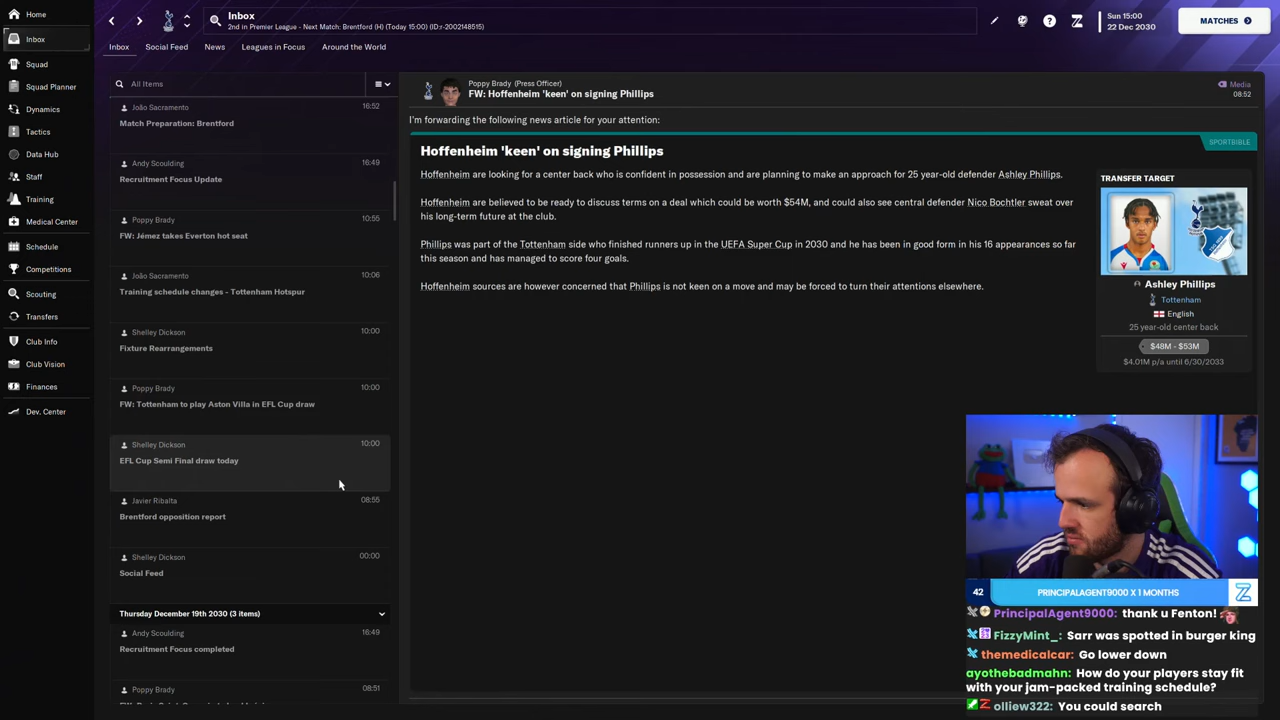 Home
Inbox
Squad
Squad Planner
Dynamics
Tactics
Data Hub
Staff
Training
Medical Center
Schedule
Competitions
Scouting
Transfers
Club Info
Club Vision
Finances
Dev. Center
Inbox
2nd in Premier League - Next Match: Brentford (H) (Today 15:00) (ID:r-2002148515)
Sun 15:00
22 Dec 2030
MATCHES
Inbox
Social Feed
News
Leagues in Focus
Around the World
All Items
João Sacramento 16:52
Match Preparation: Brentford
Andy Scoulding 16:49
Recruitment Focus Update
Poppy Brady 10:55
FW: Jémez takes Everton hot seat
João Sacramento 10:06
Training schedule changes - Tottenham Hotspur
Shelley Dickson 10:00
Fixture Rearrangements
Poppy Brady 10:00
FW: Tottenham to play Aston Villa in EFL Cup draw
Shelley Dickson 10:00
EFL Cup Semi Final draw today
Javier Ribalta 08:55
Brentford opposition report
Shelley Dickson 00:00
Social Feed
Thursday December 19th 2030 (3 items)
Andy Scoulding 16:49
Recruitment Focus completed
Poppy Brady 08:51
Poppy Brady (Press Officer)
FW: Hoffenheim 'keen' on signing Phillips
Media
08:52
I'm forwarding the following news article for your attention:
SPORTBIBLE
Hoffenheim 'keen' on signing Phillips
Hoffenheim are looking for a center back who is confident in possession and are planning to make an approach for 25 year-old defender Ashley Phillips.
Hoffenheim are believed to be ready to discuss terms on a deal which could be worth $54M, and could also see central defender Nico Bochtler sweat over
his long-term future at the club.
Phillips was part of the Tottenham side who finished runners up in the UEFA Super Cup in 2030 and he has been in good form in his 16 appearances so far
this season and has managed to score four goals.
Hoffenheim sources are however concerned that Phillips is not keen on a move and may be forced to turn their attentions elsewhere.
TRANSFER TARGET
Ashley Phillips
Tottenham
English
25 year-old center back
$48M - $53M
$4.01M p/a until 6/30/2033
42 PRINCIPALAGENT9000 X 1 MONTHS
PrincipalAgent9000: thank u Fenton!
FizzyMint_: Sarr was spotted in burger king
themedicalcar: Go lower down
ayothebadmahn: How do your players stay fit
with your jam-packed training schedule?
olliew322: You could search